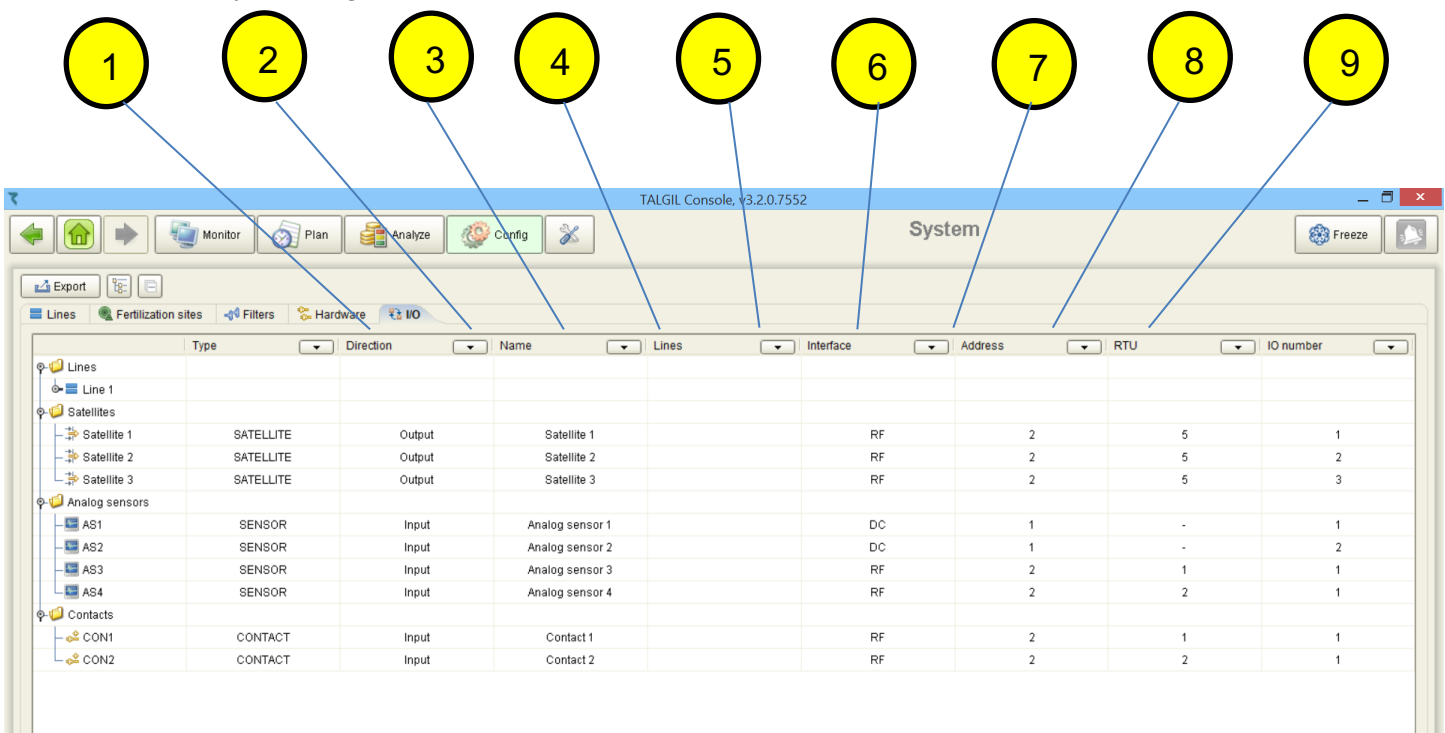 1 2 3 4 5 6 7 8 9
TALGIL Console, v3.2.0.7552
Monitor Plan Analyze Config System Freeze
Export
Lines Fertilization sites Filters Hardware I/O
Type Direction Name Lines Interface Address RTU IO number
Lines
Line 1
Satellites
Satellite 1 SATELLITE Output Satellite 1 RF 2 5 1
Satellite 2 SATELLITE Output Satellite 2 RF 2 5 2
Satellite 3 SATELLITE Output Satellite 3 RF 2 5 3
Analog sensors
AS1 SENSOR Input Analog sensor 1 DC 1 - 1
AS2 SENSOR Input Analog sensor 2 DC 1 - 2
AS3 SENSOR Input Analog sensor 3 RF 2 1 1
AS4 SENSOR Input Analog sensor 4 RF 2 2 1
Contacts
CON1 CONTACT Input Contact 1 RF 2 1 1
CON2 CONTACT Input Contact 2 RF 2 2 1